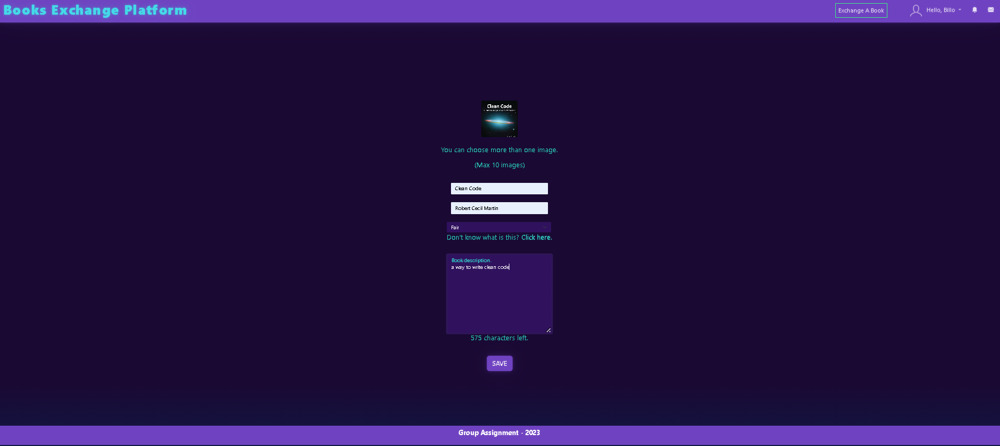 Books Exchange Platform
Exchange A Book
Hello, Billo
Clean Code
You can choose more than one image.
(Max 10 images)
Clean Code
Robert Cecil Martin
Fair
Don't know what is this? Click here.
Book description.
a way to write clean code
575 characters left.
SAVE
Group Assignment - 2023